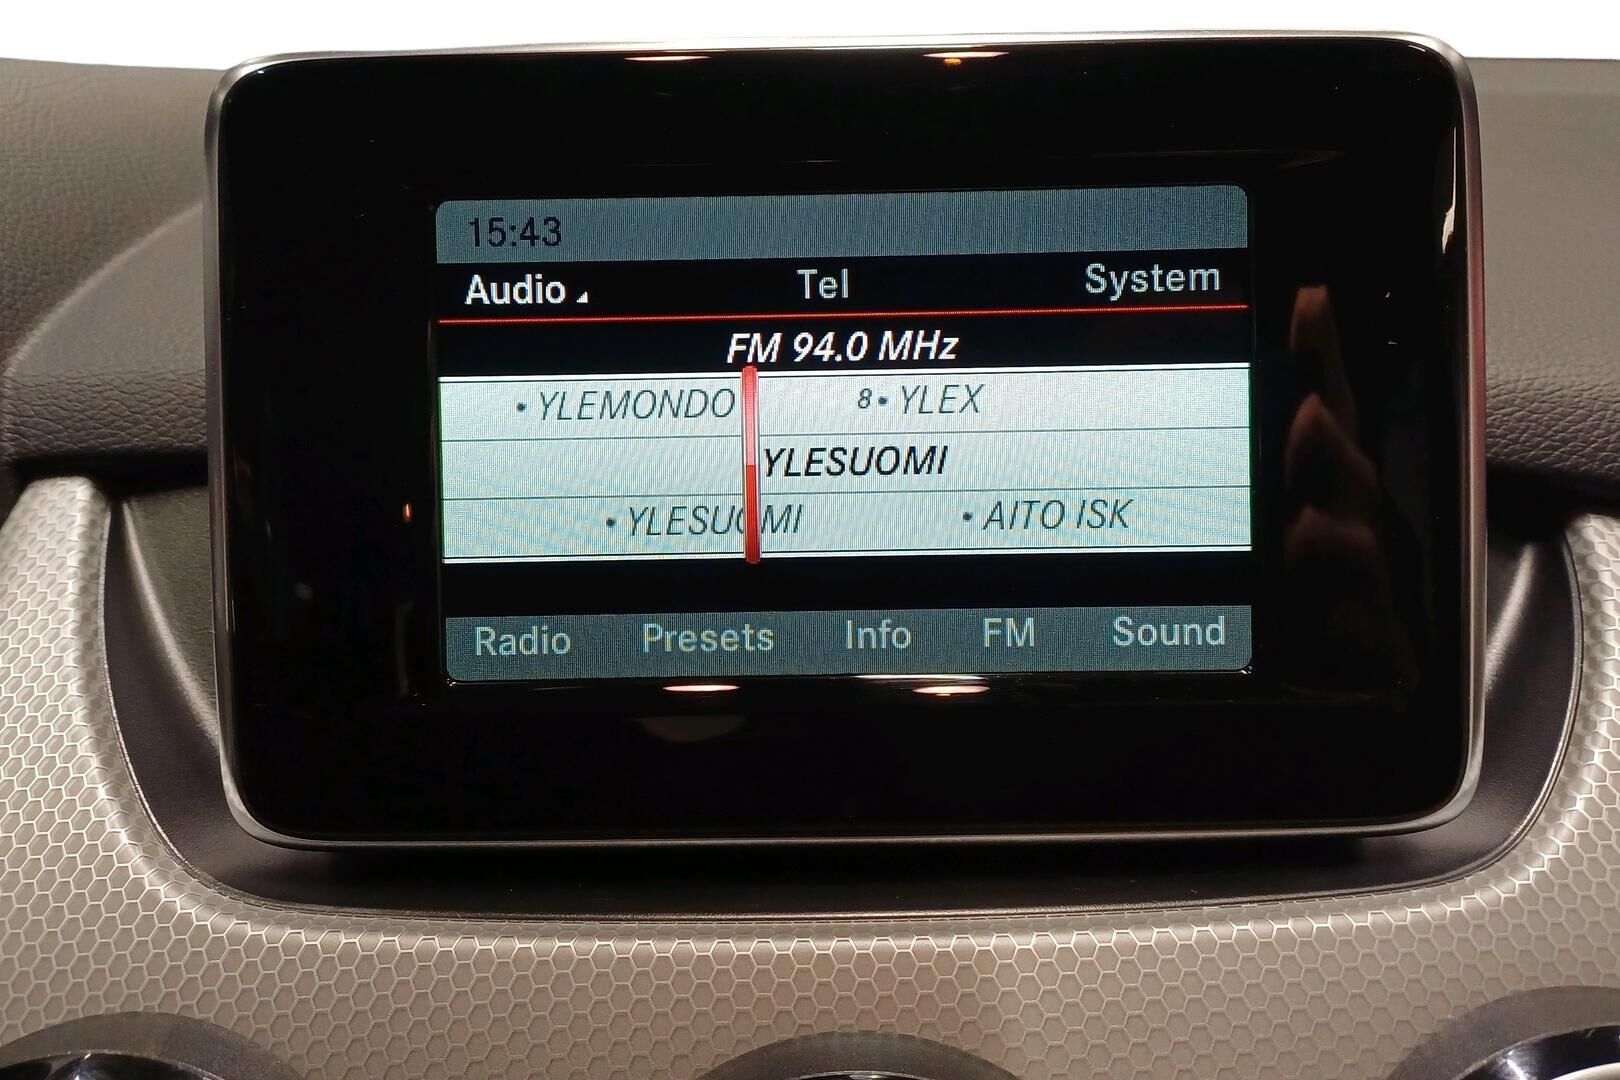 15:43
Audio Tel System
FM 94.0 MHz
• YLEMONDO 8• YLEX
YLESUOMI
• YLESUOMI • AITO ISK
Radio Presets Info FM Sound